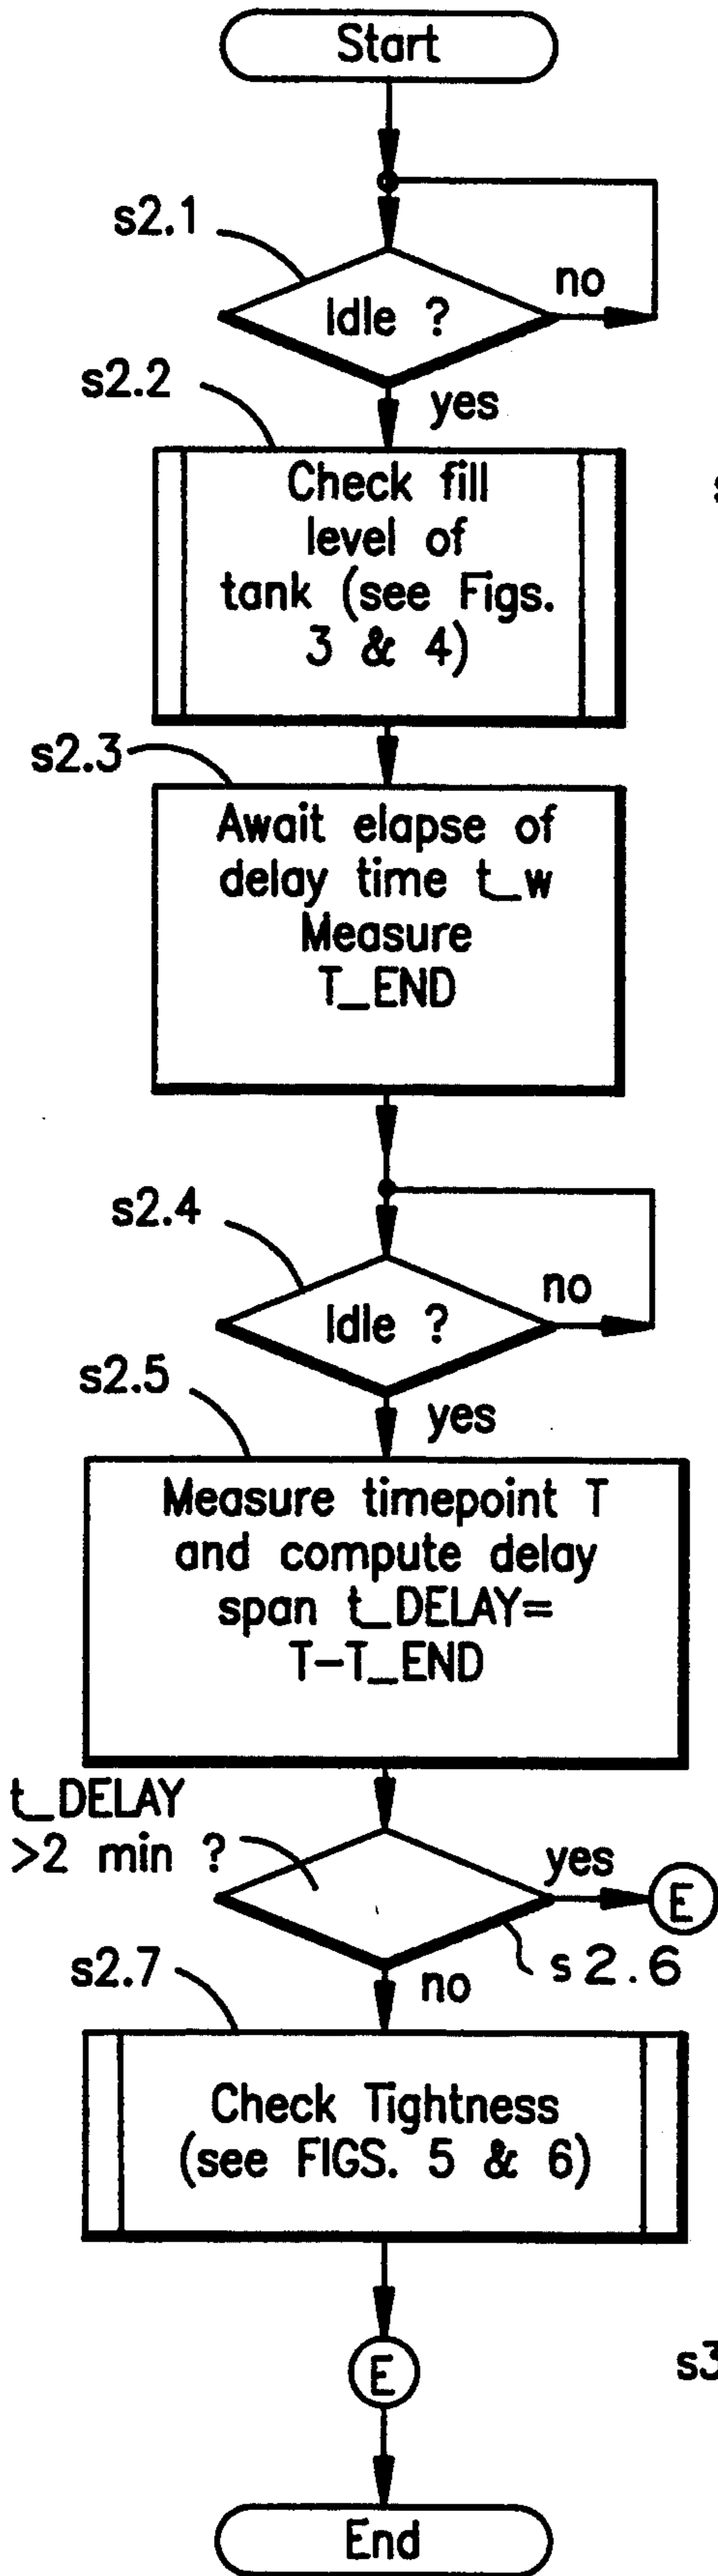 Start
s2.1
Idle ?
no
s2.2
yes
Check fill
level of
tank (see Figs.
3 & 4)
s2.3
Await elapse of
delay time t_w
Measure
T_END
s2.4
Idle ?
no
s2.5
yes
Measure timepoint T
and compute delay
span t_DELAY=
T-T_END
t_DELAY
>2 min ?
yes
E
s2.6
s2.7
no
Check Tightness
(see FIGS. 5 & 6)
E
s3
End